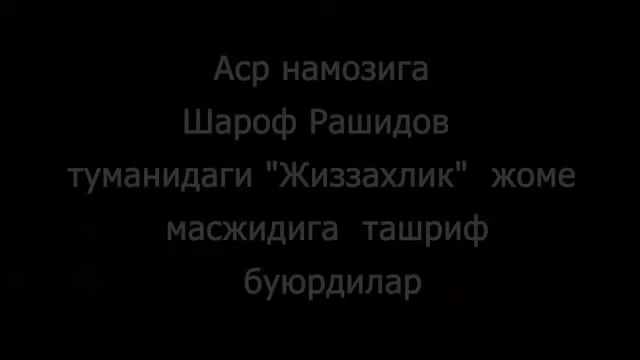 Аср намозига
Шароф Рашидов
туманидаги "Жиззахлик" жоме
масжидига ташриф
буюрдилар